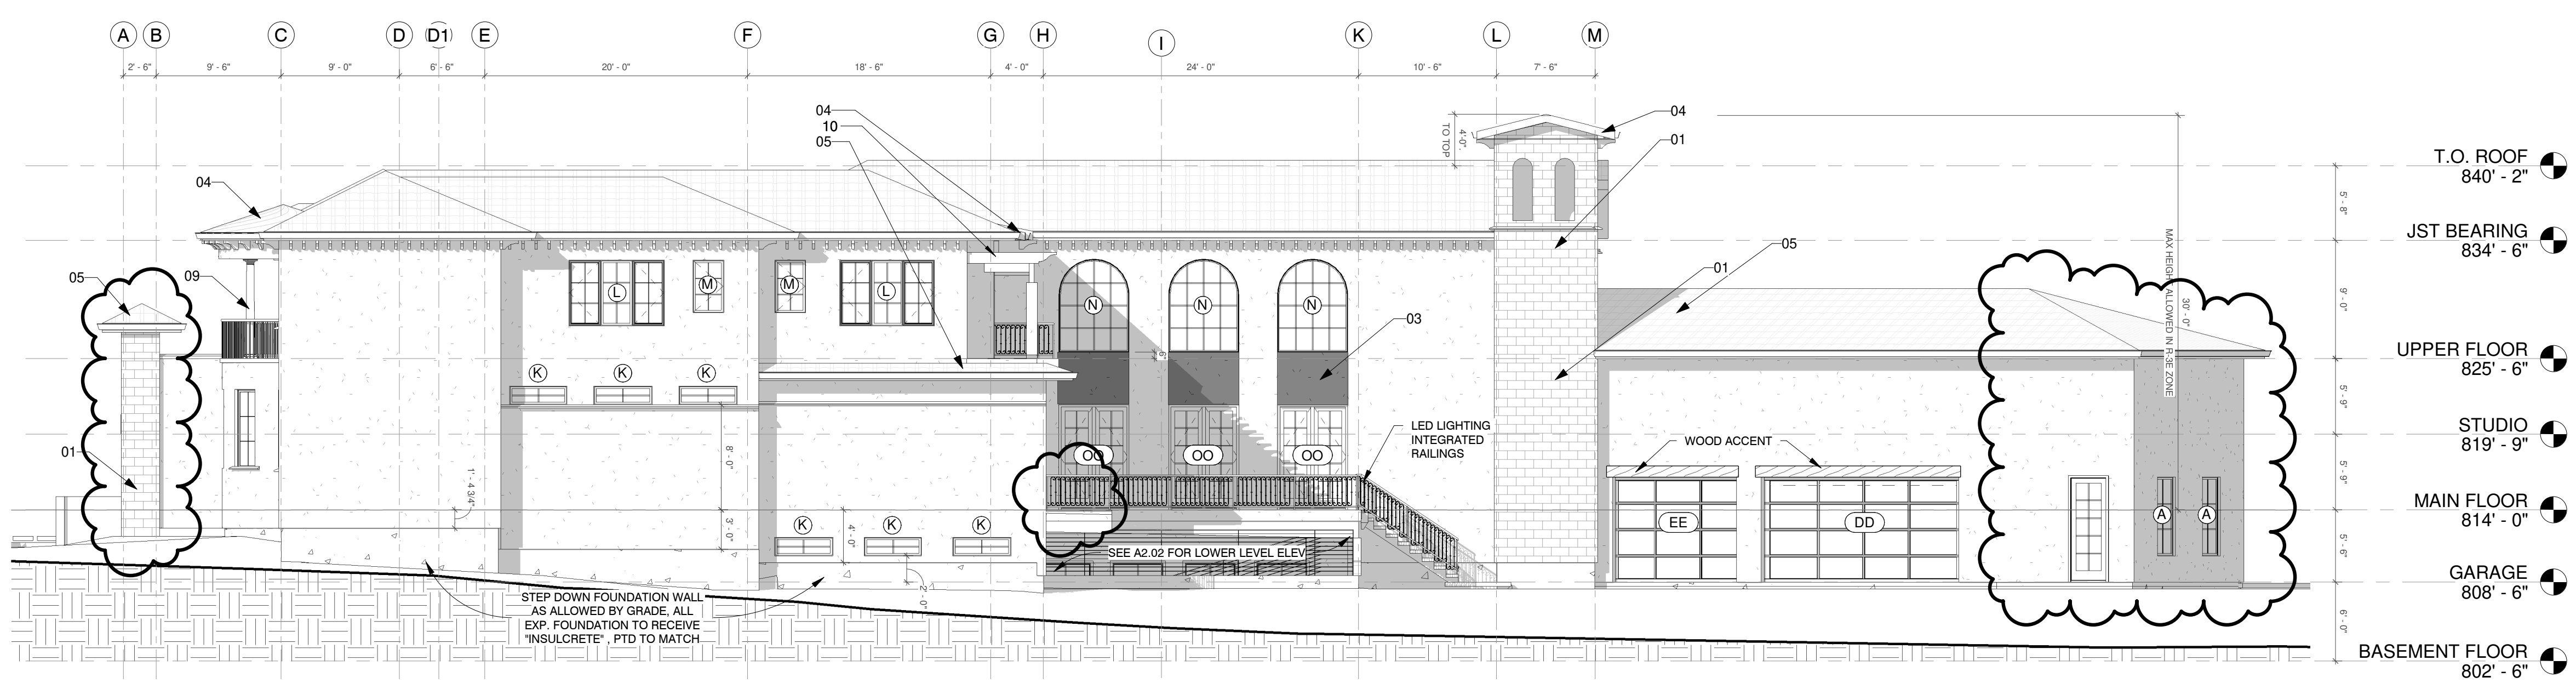 A B C D D1 E F G H I K L M
2' - 6" 9' - 6" 9' - 0" 6' - 6" 20' - 0" 18' - 6" 4' - 0" 24' - 0" 10' - 6" 7' - 6"
04
10
05
04
01
4'-0",
TO TOP
04
05
09
01
05
01
03
01
L M M L N N N
K K K
OO OO OO
K K K
EE DD A A
6"
8' - 0"
3' - 0"
1' - 4 3/4"
4' - 0"
2' - 0"
LED LIGHTING
INTEGRATED
RAILINGS
WOOD ACCENT
SEE A2.02 FOR LOWER LEVEL ELEV
STEP DOWN FOUNDATION WALL
AS ALLOWED BY GRADE, ALL
EXP. FOUNDATION TO RECEIVE
"INSULCRETE" , PTD TO MATCH
MAX HEIGHT ALLOWED IN R-3E ZONE
30' - 0"
5' - 8"
9' - 0"
5' - 9"
5' - 9"
5' - 6"
6' - 0"
T.O. ROOF
840' - 2"
JST BEARING
834' - 6"
UPPER FLOOR
825' - 6"
STUDIO
819' - 9"
MAIN FLOOR
814' - 0"
GARAGE
808' - 6"
BASEMENT FLOOR
802' - 6"